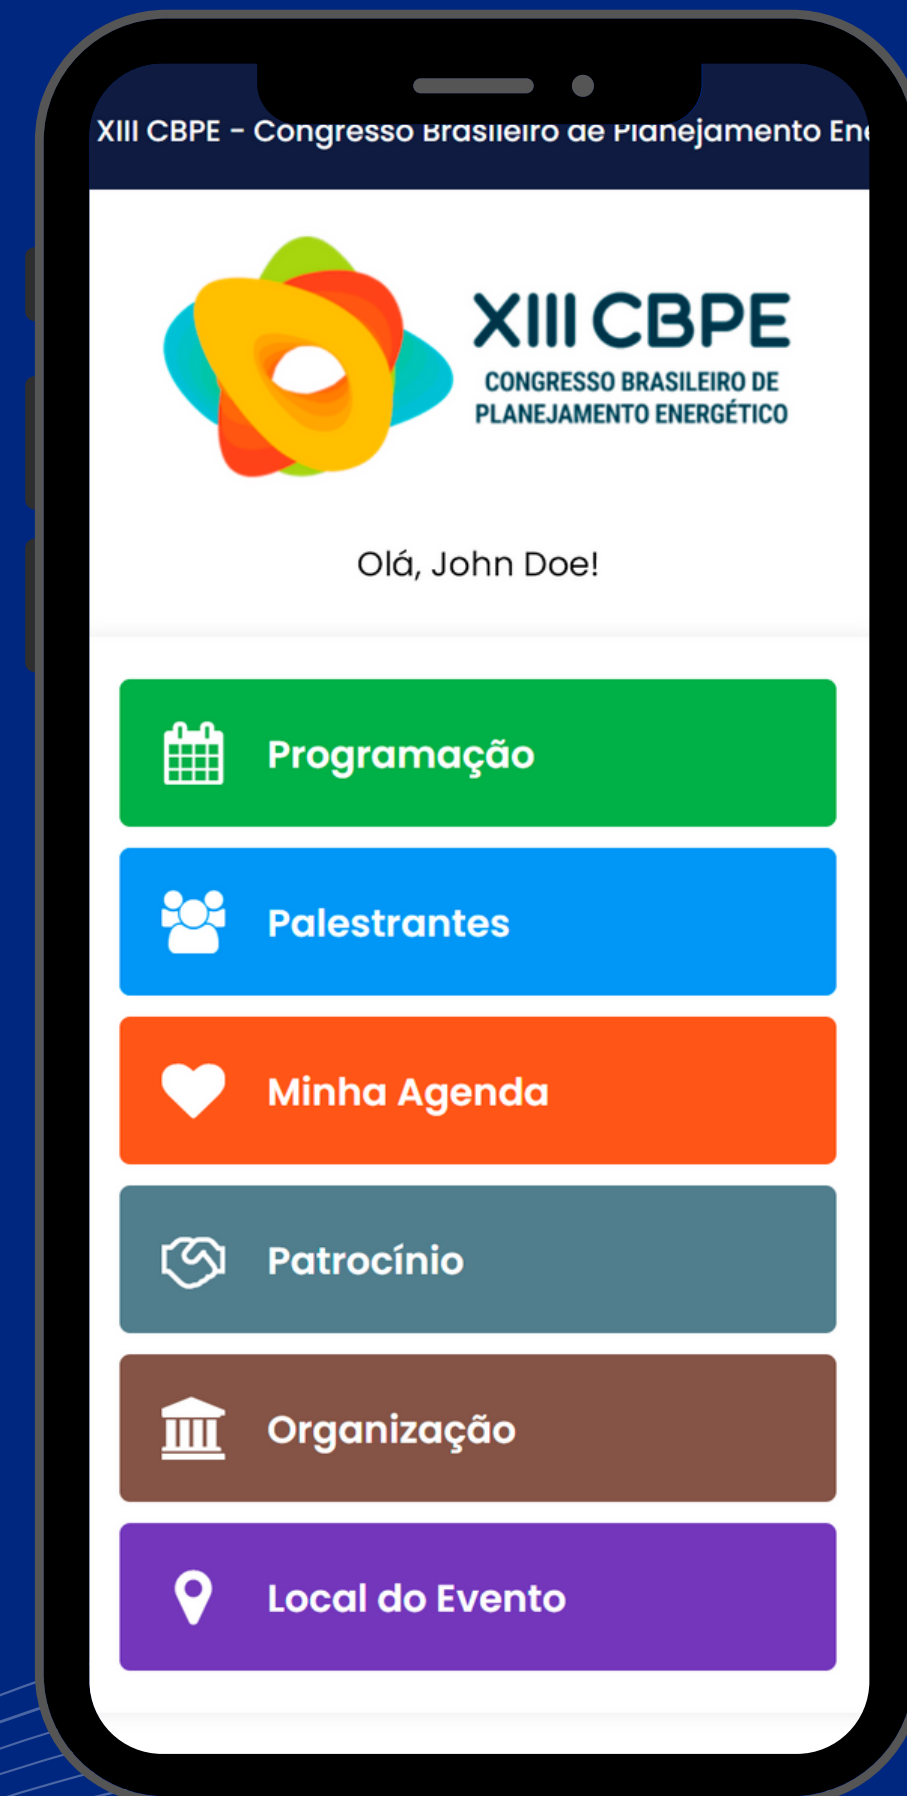 XIII CBPE - Congresso Brasileiro de Planejamento Ene
XIII CBPE
CONGRESSO BRASILEIRO DE
PLANEJAMENTO ENERGÉTICO
Olá, John Doe!
Programação
Palestrantes
Minha Agenda
Patrocínio
Organização
Local do Evento